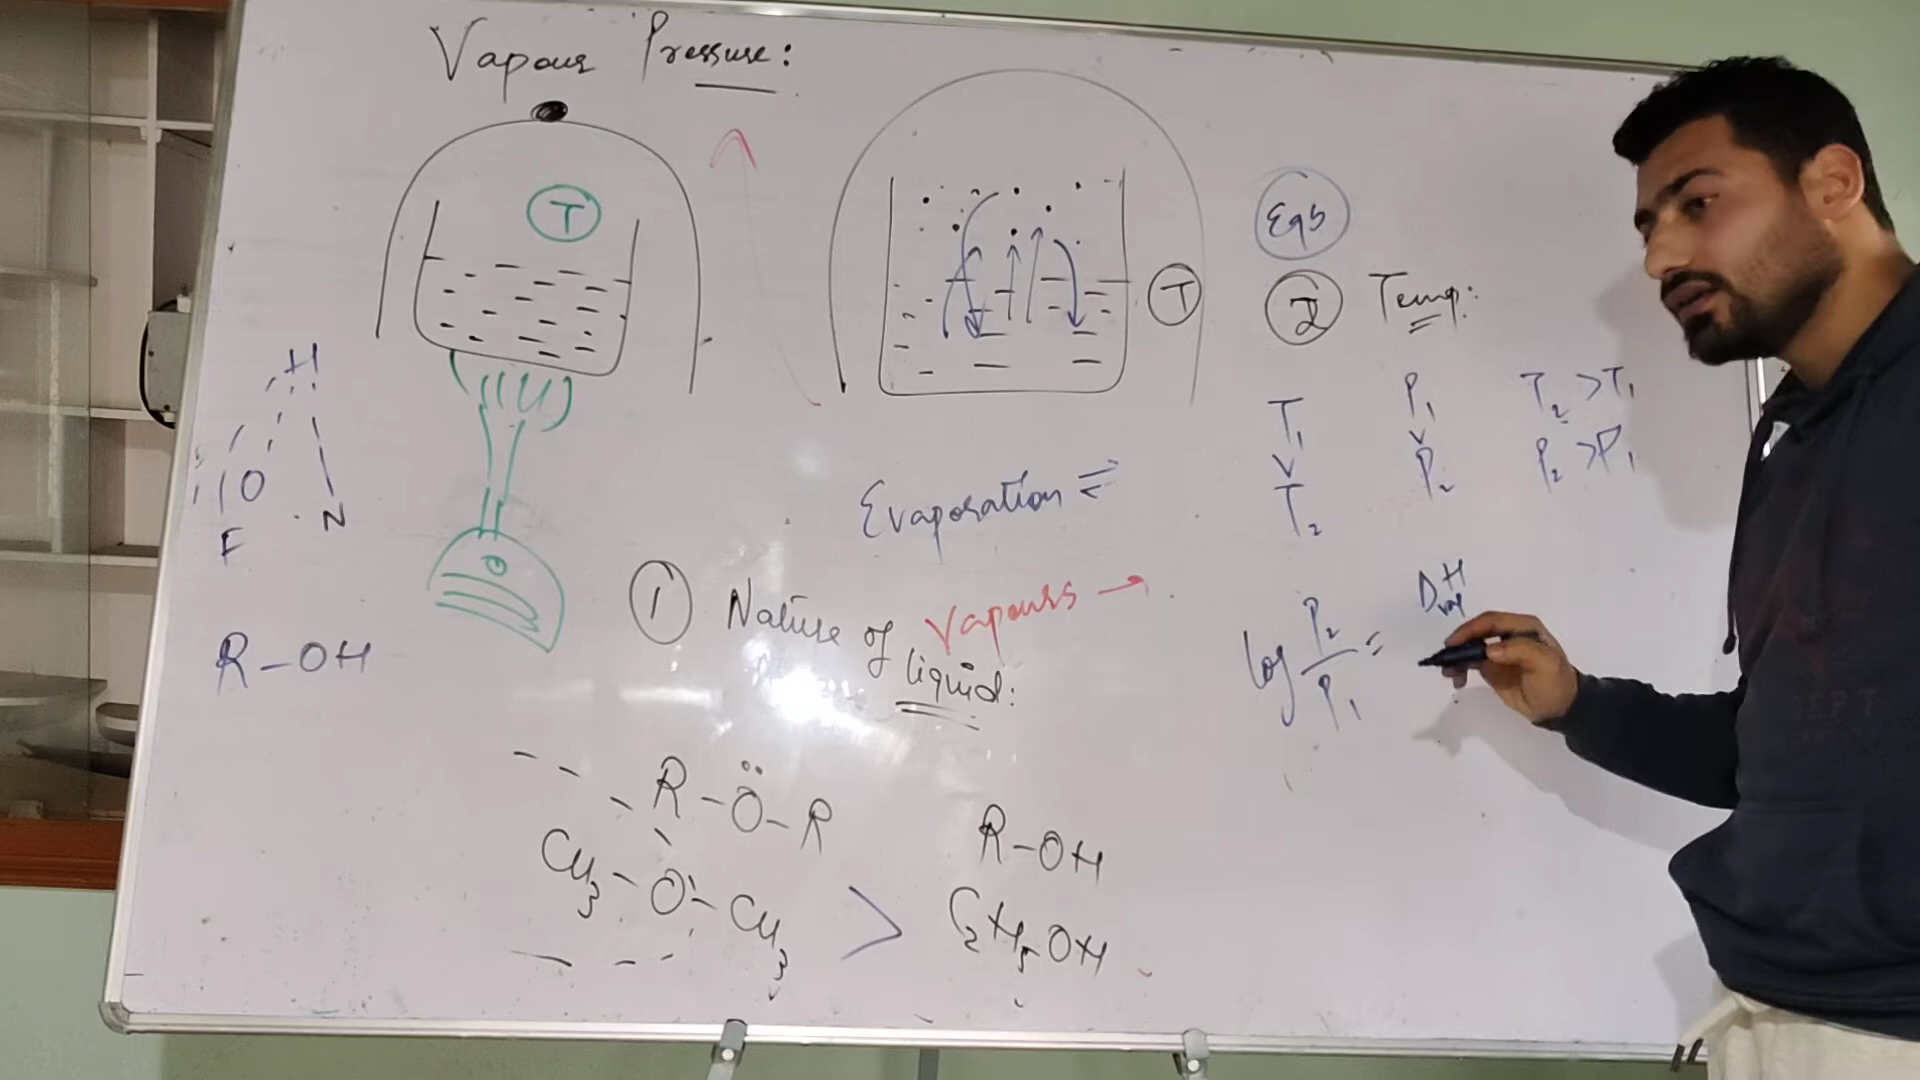 Vapour Pressure:
T
T
Eqb
2 Temp:
T₁ P₁ T₂ > T₁
v v
T₂ P₂ P₂ > P₁
H
O
F N
Evaporation ⇌
1 Nature of Vapours →
liquid:
R-OH
log P₂/P₁ = ΔvapH
R-Ö-R R-OH
CH₃-O-CH₃ > C₂H₅OH